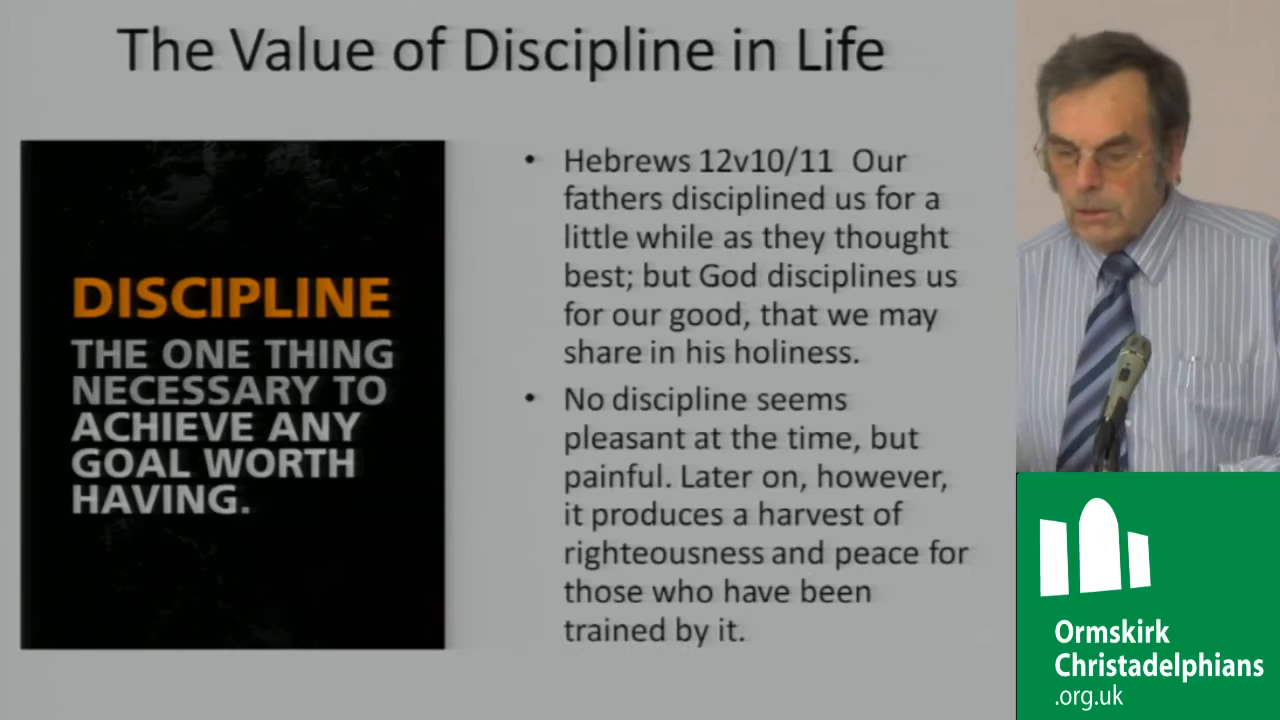 The Value of Discipline in Life
DISCIPLINE
THE ONE THING
NECESSARY TO
ACHIEVE ANY
GOAL WORTH
HAVING.
• Hebrews 12v10/11 Our
fathers disciplined us for a
little while as they thought
best; but God disciplines us
for our good, that we may
share in his holiness.
• No discipline seems
pleasant at the time, but
painful. Later on, however,
it produces a harvest of
righteousness and peace for
those who have been
trained by it.
Ormskirk
Christadelphians
.org.uk